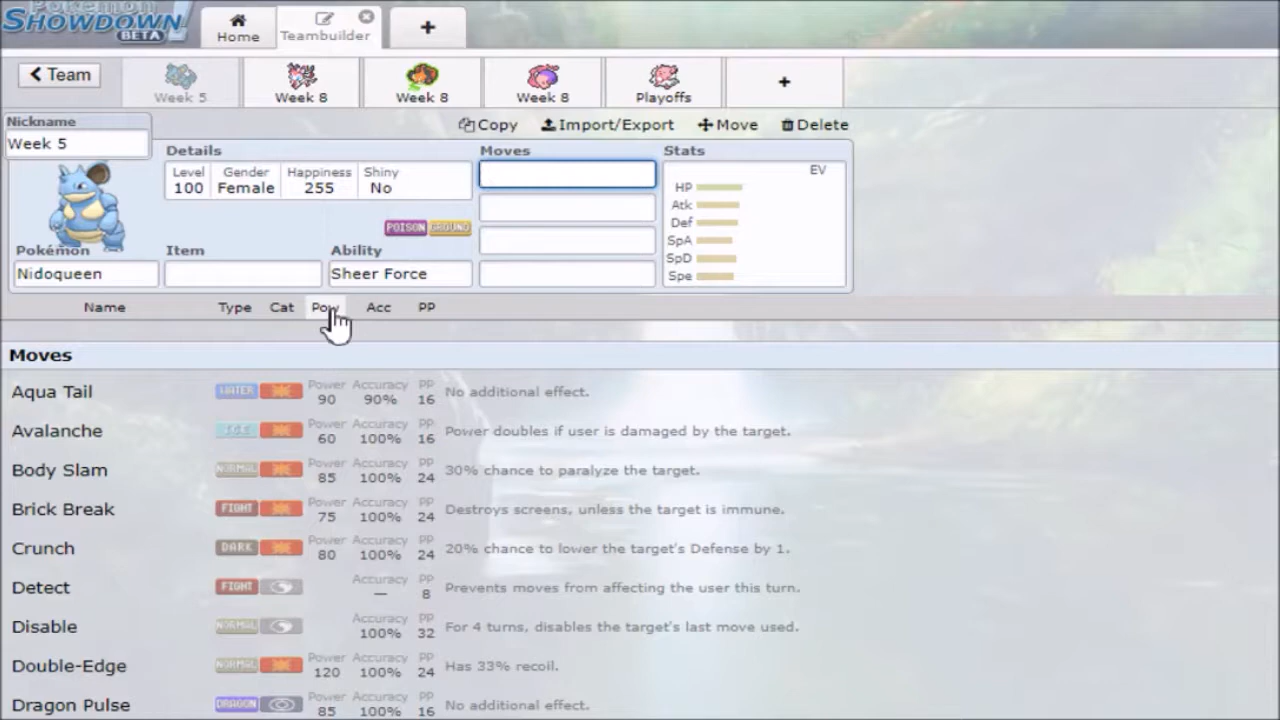 Pokémon
SHOWDOWN
BETA
Home
Teambuilder
+
Team
Week 5
Week 8
Week 8
Week 8
Playoffs
+
Nickname
Week 5
Copy
Import/Export
Move
Delete
Details
Moves
Stats
Level
Gender
Happiness
Shiny
EV
100
Female
255
No
HP
Atk
Def
POISON GROUND
SpA
Pokémon
Item
Ability
SpD
Nidoqueen
Sheer Force
Spe
Name Type Cat Pow Acc PP
Moves
Aqua Tail WATER Power 90 Accuracy 90% PP 16 No additional effect.
Avalanche ICE Power 60 Accuracy 100% PP 16 Power doubles if user is damaged by the target.
Body Slam NORMAL Power 85 Accuracy 100% PP 24 30% chance to paralyze the target.
Brick Break FIGHT Power 75 Accuracy 100% PP 24 Destroys screens, unless the target is immune.
Crunch DARK Power 80 Accuracy 100% PP 24 20% chance to lower the target's Defense by 1.
Detect FIGHT Accuracy — PP 8 Prevents moves from affecting the user this turn.
Disable NORMAL Accuracy 100% PP 32 For 4 turns, disables the target's last move used.
Double-Edge NORMAL Power 120 Accuracy 100% PP 24 Has 33% recoil.
Dragon Pulse DRAGON Power 85 Accuracy 100% PP 16 No additional effect.